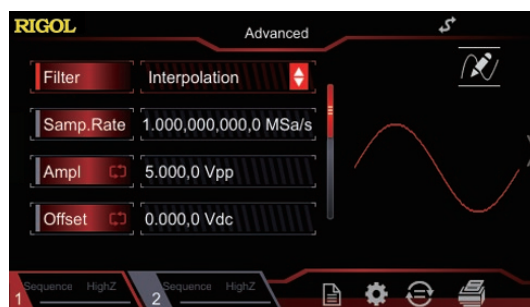 RIGOL
Advanced
Filter Interpolation
Samp.Rate 1.000,000,000,0 MSa/s
Ampl 5.000,0 Vpp
Offset 0.000,0 Vdc
1 Sequence HighZ 2 Sequence HighZ